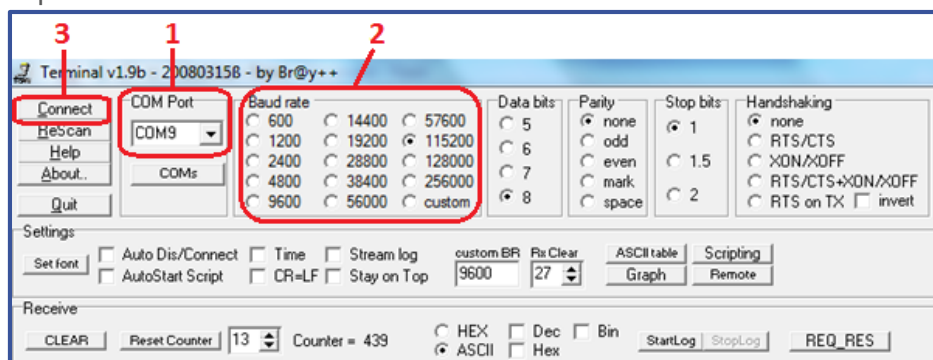 3 1 2
Terminal v1.9b - 20080315ß - by Br@y++
Connect COM Port Baud rate Data bits Parity Stop bits Handshaking
ReScan COM9 600 14400 57600 5 none 1 none
Help 1200 19200 115200 6 odd RTS/CTS
About.. COMs 2400 28800 128000 7 even 1.5 XON/XOFF
4800 38400 256000 mark RTS/CTS+XON/XOFF
Quit 9600 56000 custom 8 space 2 RTS on TX invert
Settings
Set font Auto Dis/Connect Time Stream log custom BR Rx Clear ASCII table Scripting
AutoStart Script CR=LF Stay on Top 9600 27 Graph Remote
Receive
CLEAR Reset Counter 13 Counter = 439 HEX Dec Bin StartLog StopLog REQ_RES
ASCII Hex